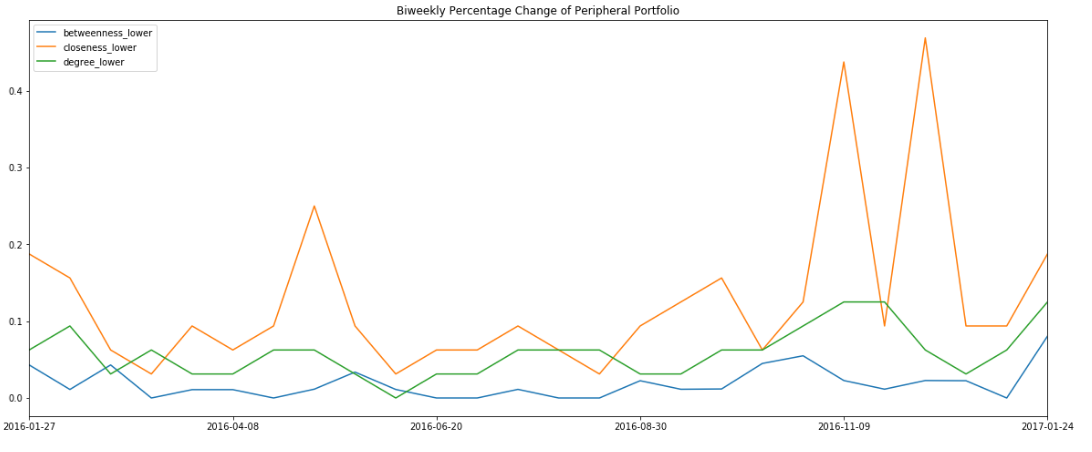 Biweekly Percentage Change of Peripheral Portfolio
betweenness_lower
closeness_lower
degree_lower
0.4
0.3
0.2
0.1
0.0
2016-01-27 2016-04-08 2016-06-20 2016-08-30 2016-11-09 2017-01-24